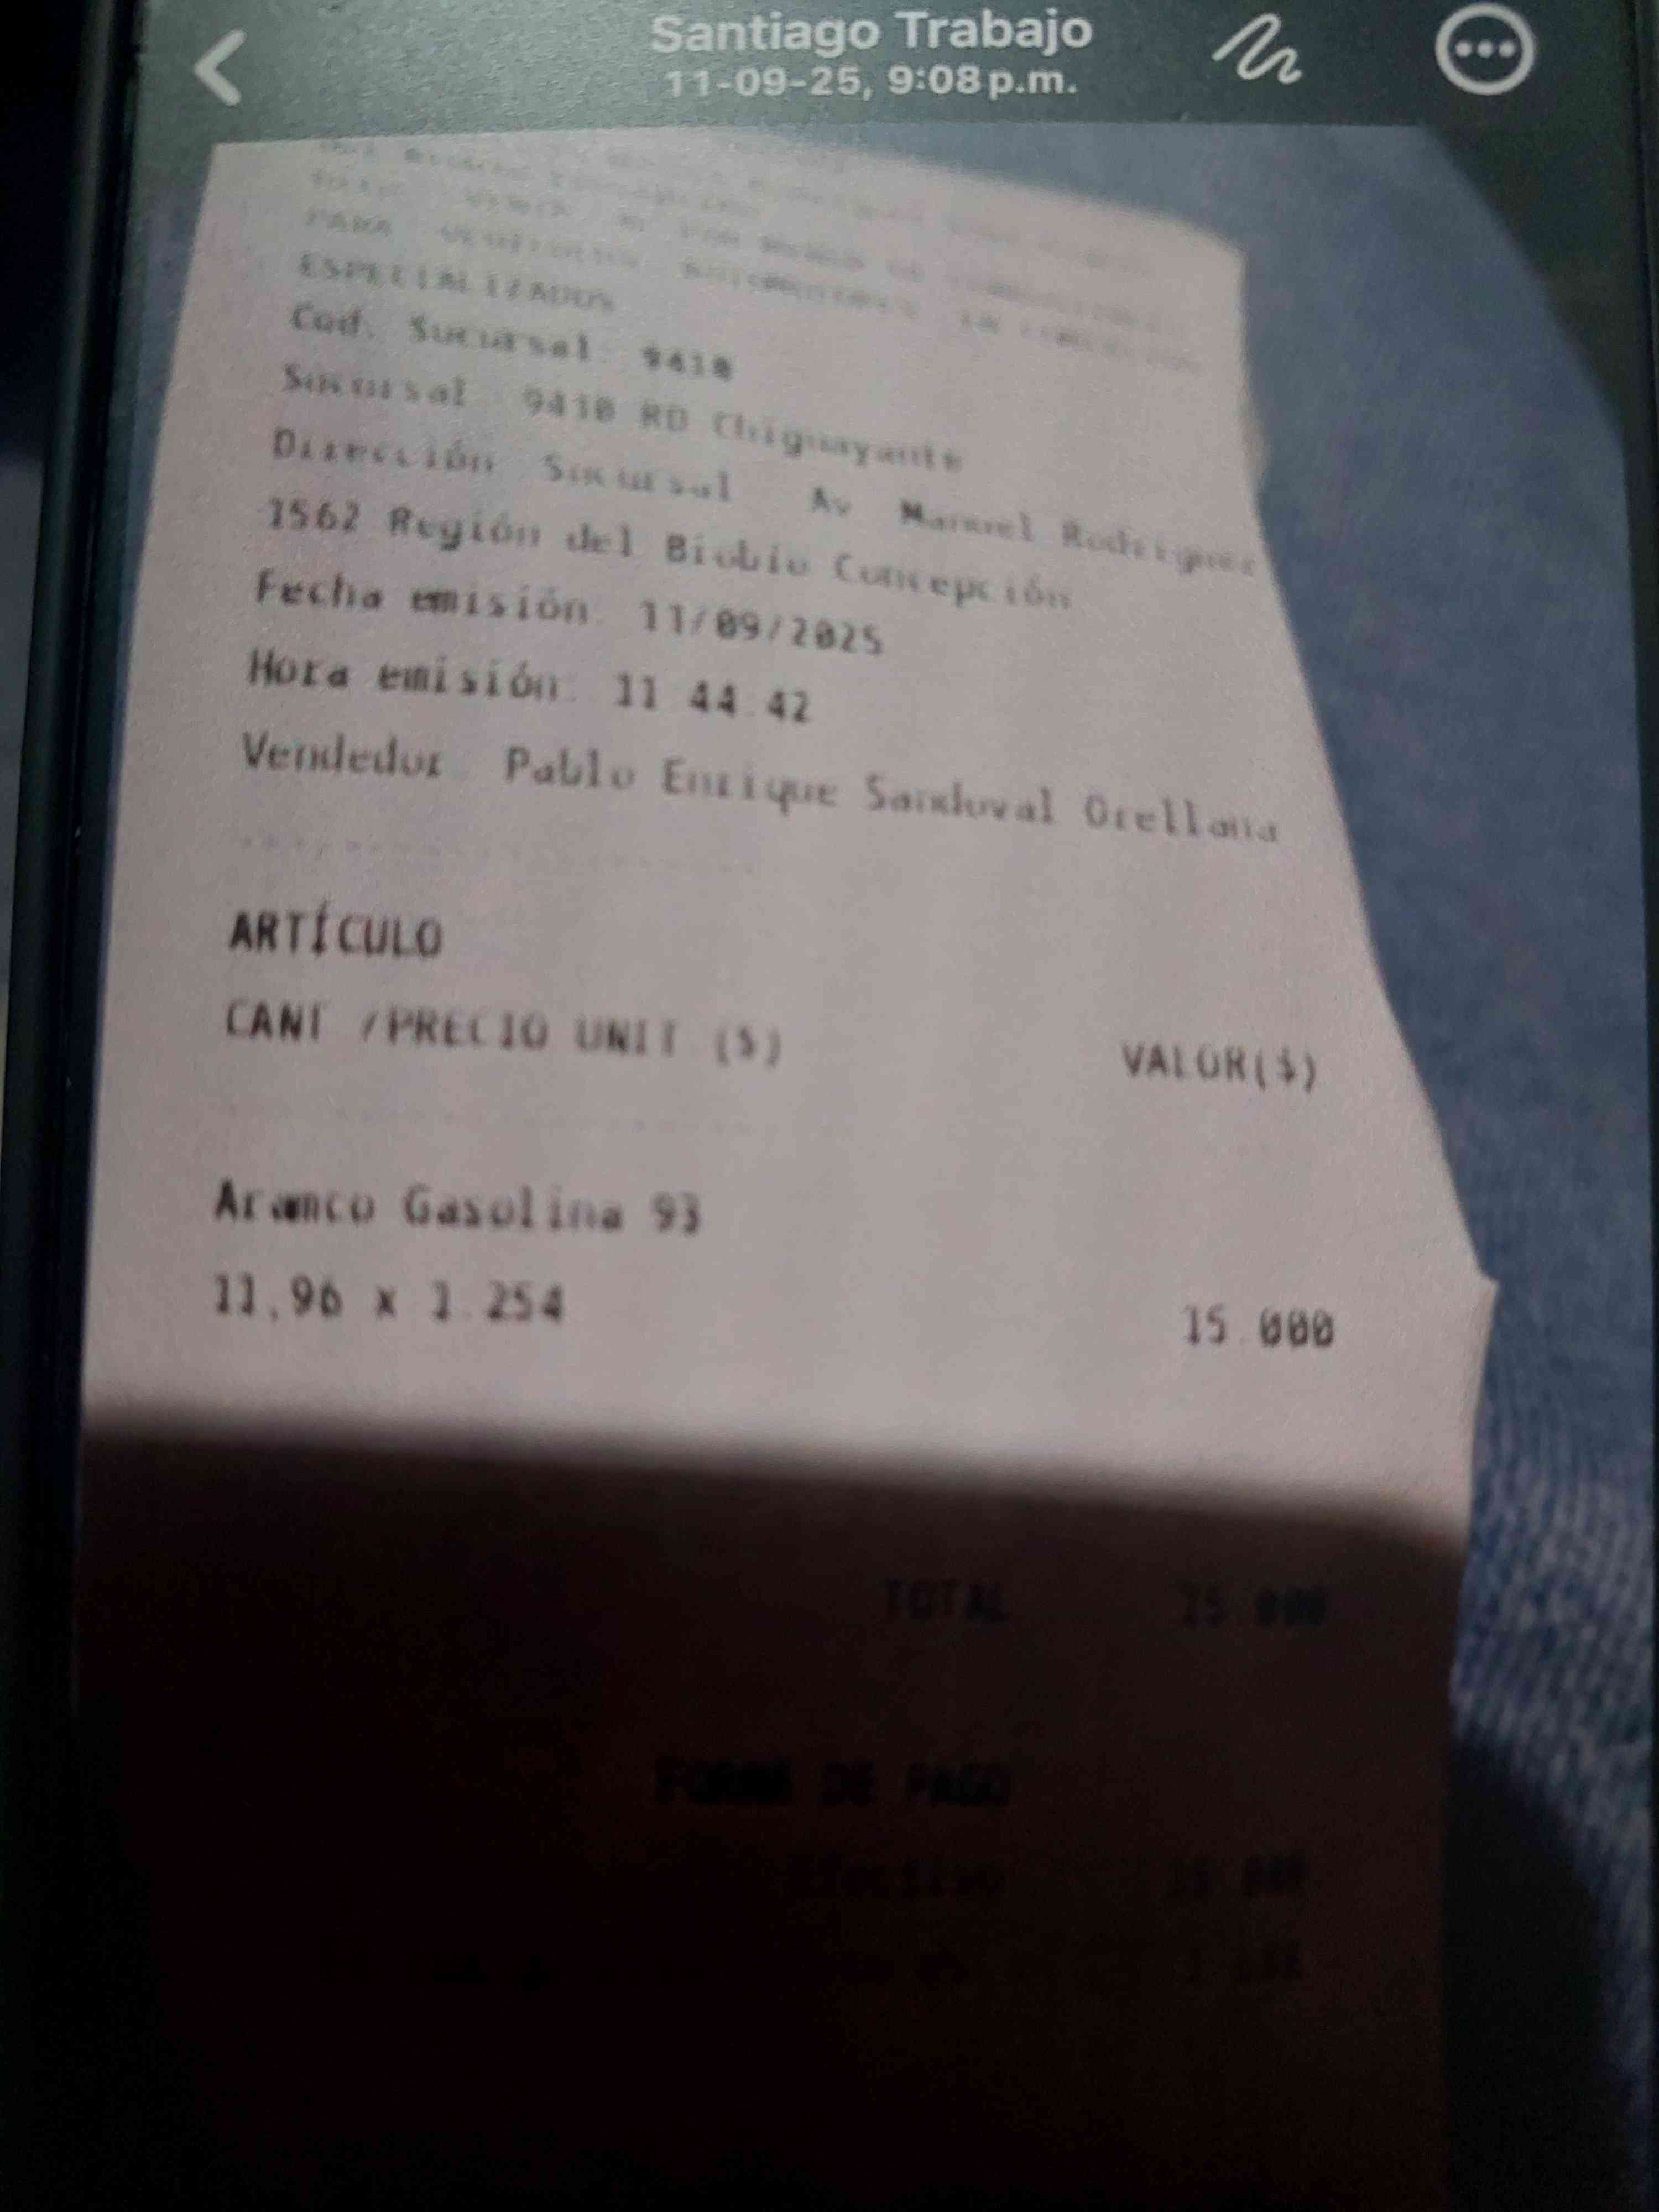 Santiago Trabajo
11-09-25, 9:08 p.m.
ESPECIALIZADOS
Cod. Sucursal: 9410
Sucursal 9410 RD Chiguayante
Dirección Sucursal Av Manuel Rodriguez
1562 Región del Biobío Concepción
Fecha emisión: 11/09/2025
Hora emisión: 11 44 42
Vendedor Pablo Enrique Sandoval Orellana
ARTÍCULO
CANT /PRECIO UNIT ($) VALOR($)
Aramco Gasolina 93
11,96 x 1.254 15 000
TOTAL 15 000
FORMA DE PAGO
Efectivo